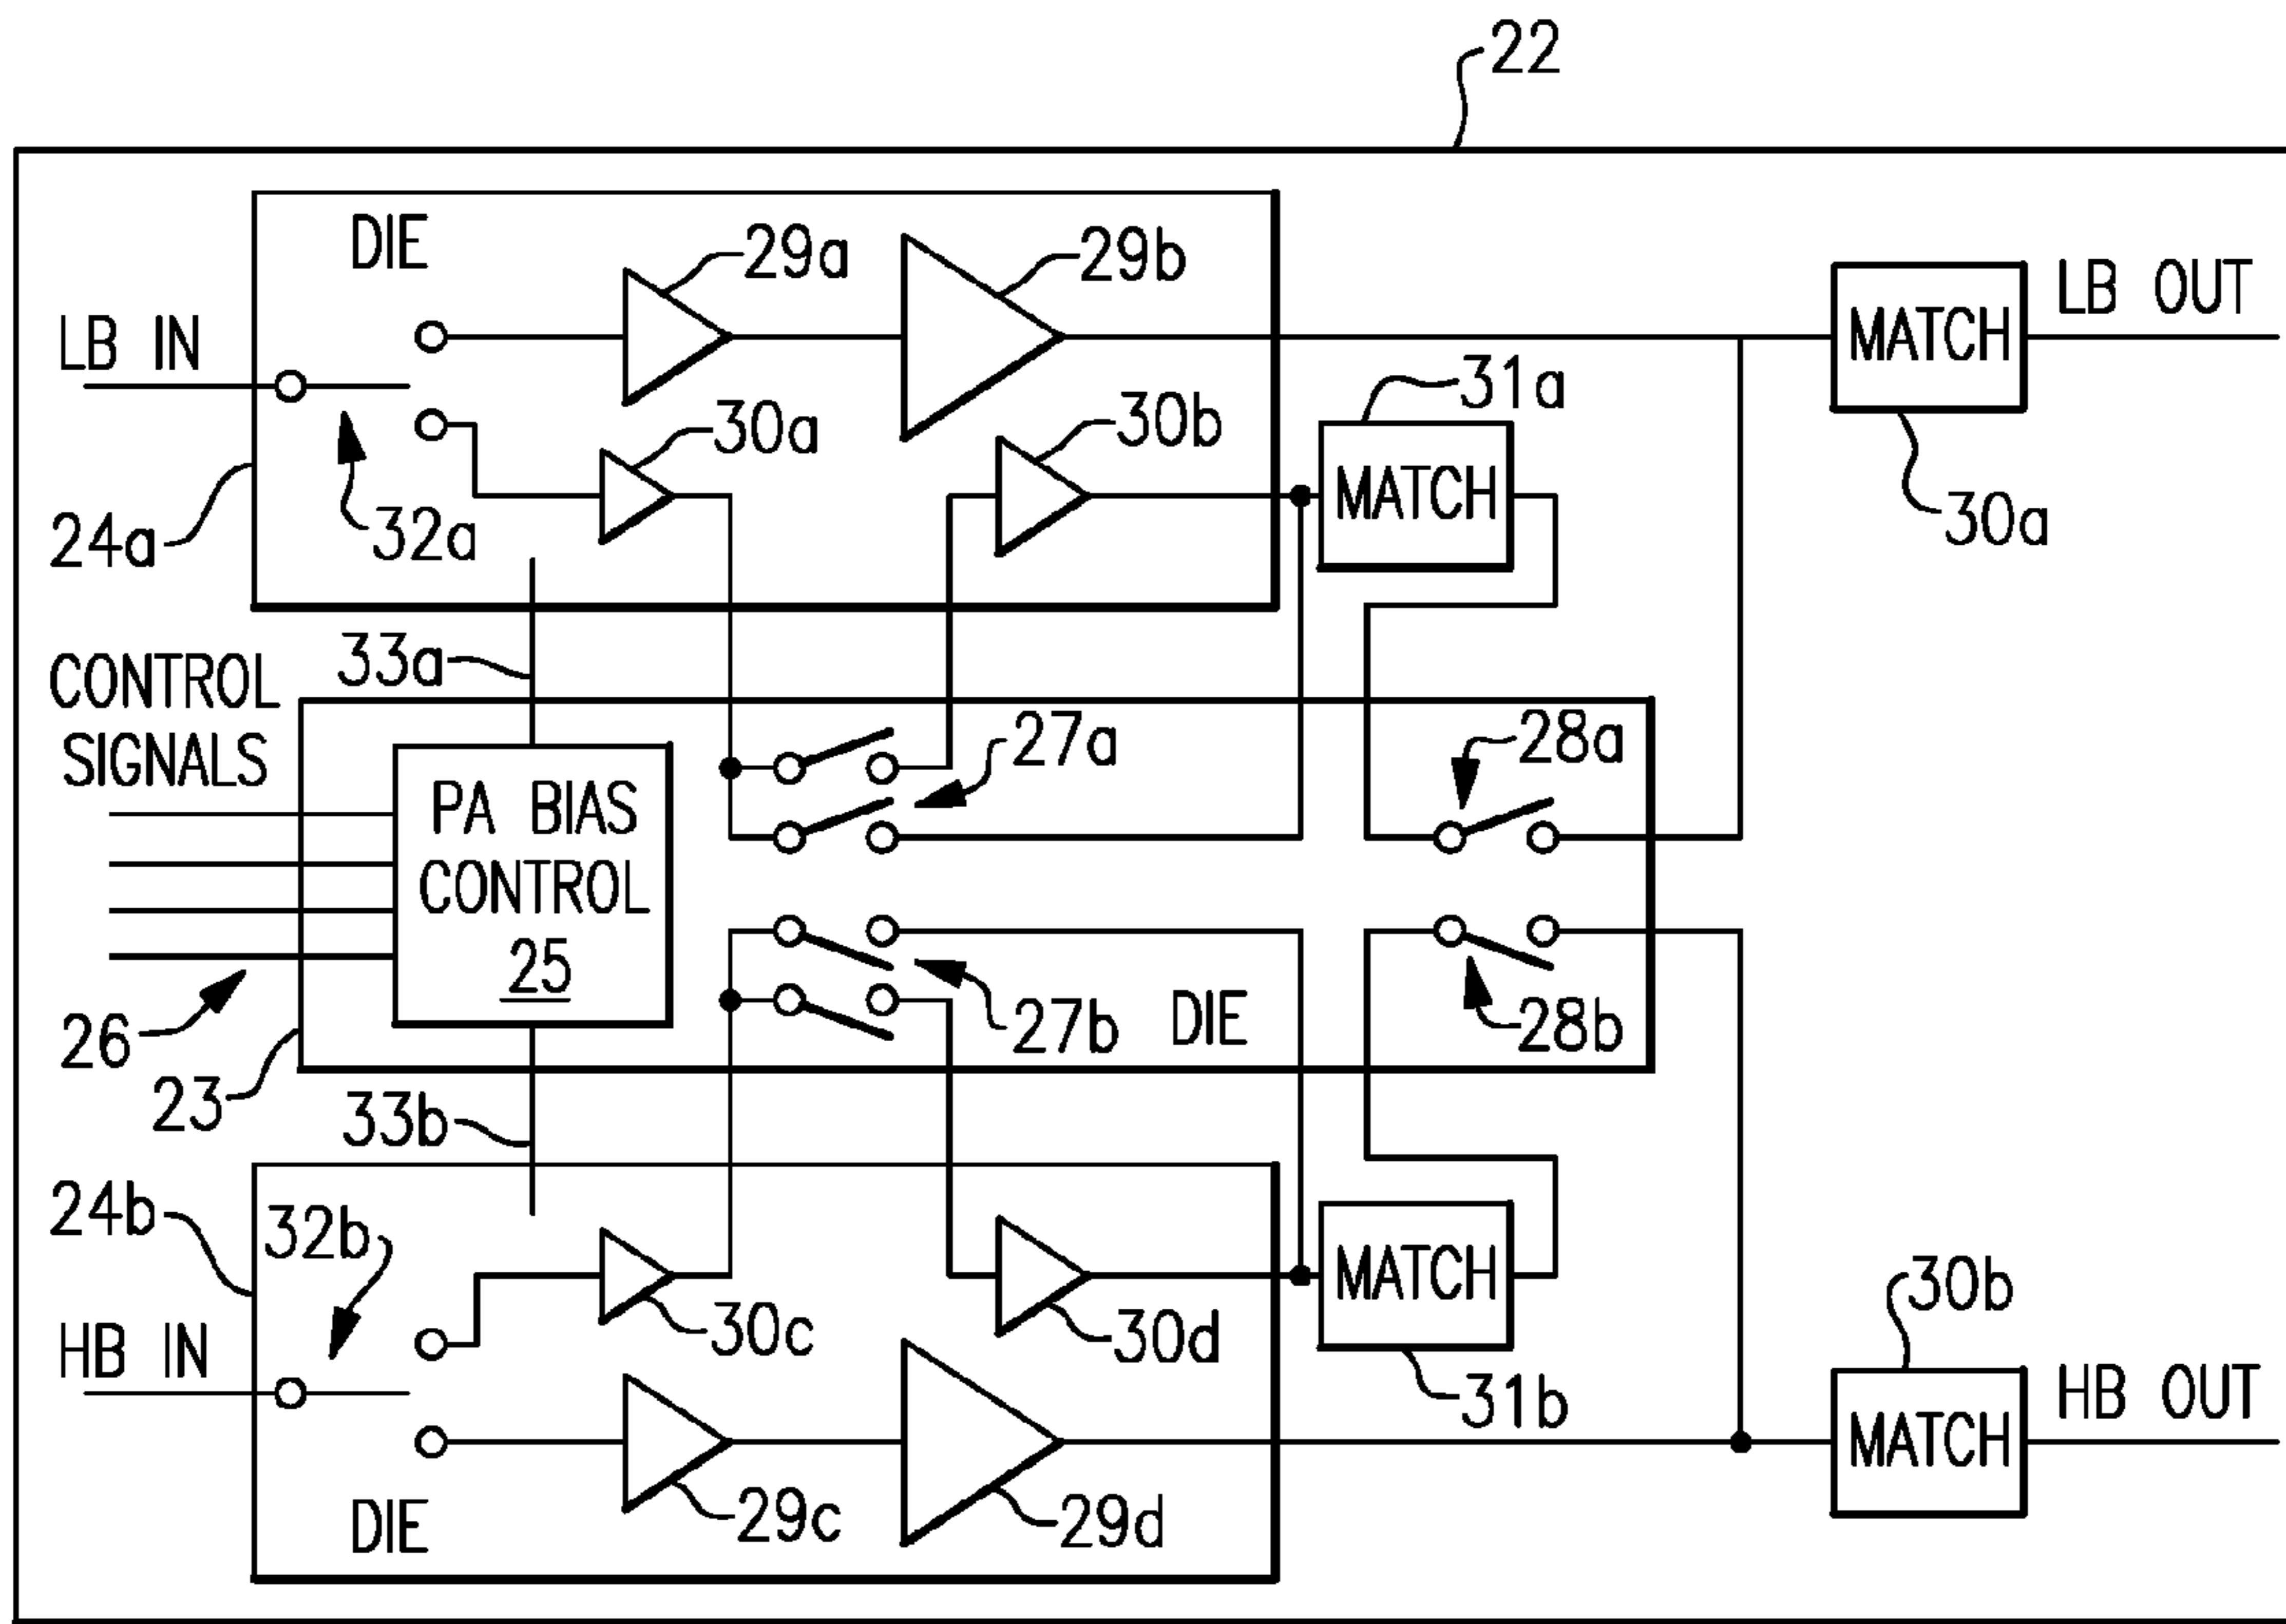 22
DIE
29a
29b
LB IN
LB OUT
MATCH
31a
30a
30b
MATCH
24a
32a
30a
33a
CONTROL
SIGNALS
27a
28a
PA BIAS
CONTROL
25
26
27b
DIE
28b
23
33b
24b
32b
30c
30d
MATCH
30b
HB IN
31b
MATCH
HB OUT
29c
29d
DIE